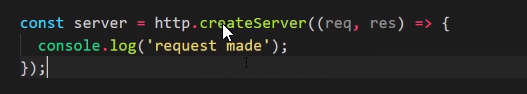 const server = http.createServer((req, res) => {
  console.log('request made');
});